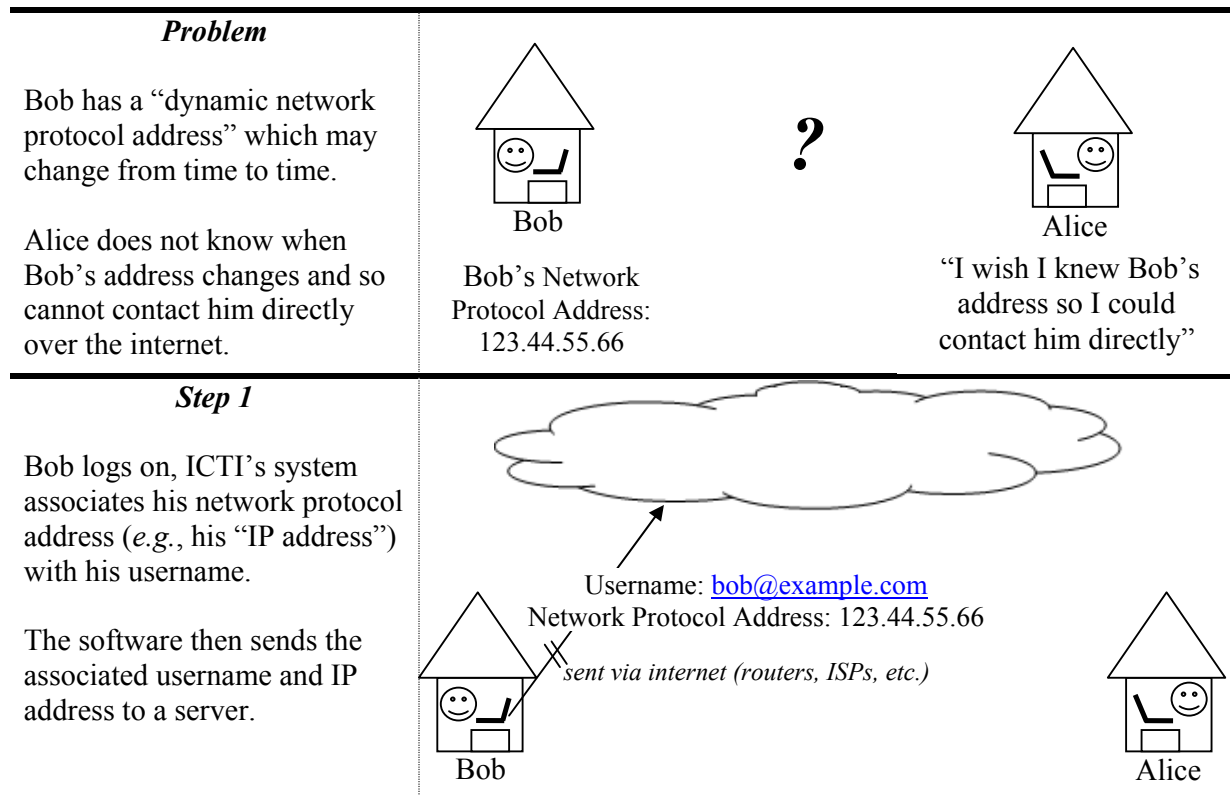 Problem
Bob has a “dynamic network
protocol address” which may
change from time to time.
Alice does not know when
Bob’s address changes and so
cannot contact him directly
over the internet.
?
Bob
Bob’s Network
Protocol Address:
123.44.55.66
Alice
“I wish I knew Bob’s
address so I could
contact him directly”
Step 1
Bob logs on, ICTI’s system
associates his network protocol
address (e.g., his “IP address”)
with his username.
The software then sends the
associated username and IP
address to a server.
Username: bob@example.com
Network Protocol Address: 123.44.55.66
sent via internet (routers, ISPs, etc.)
Bob
Alice